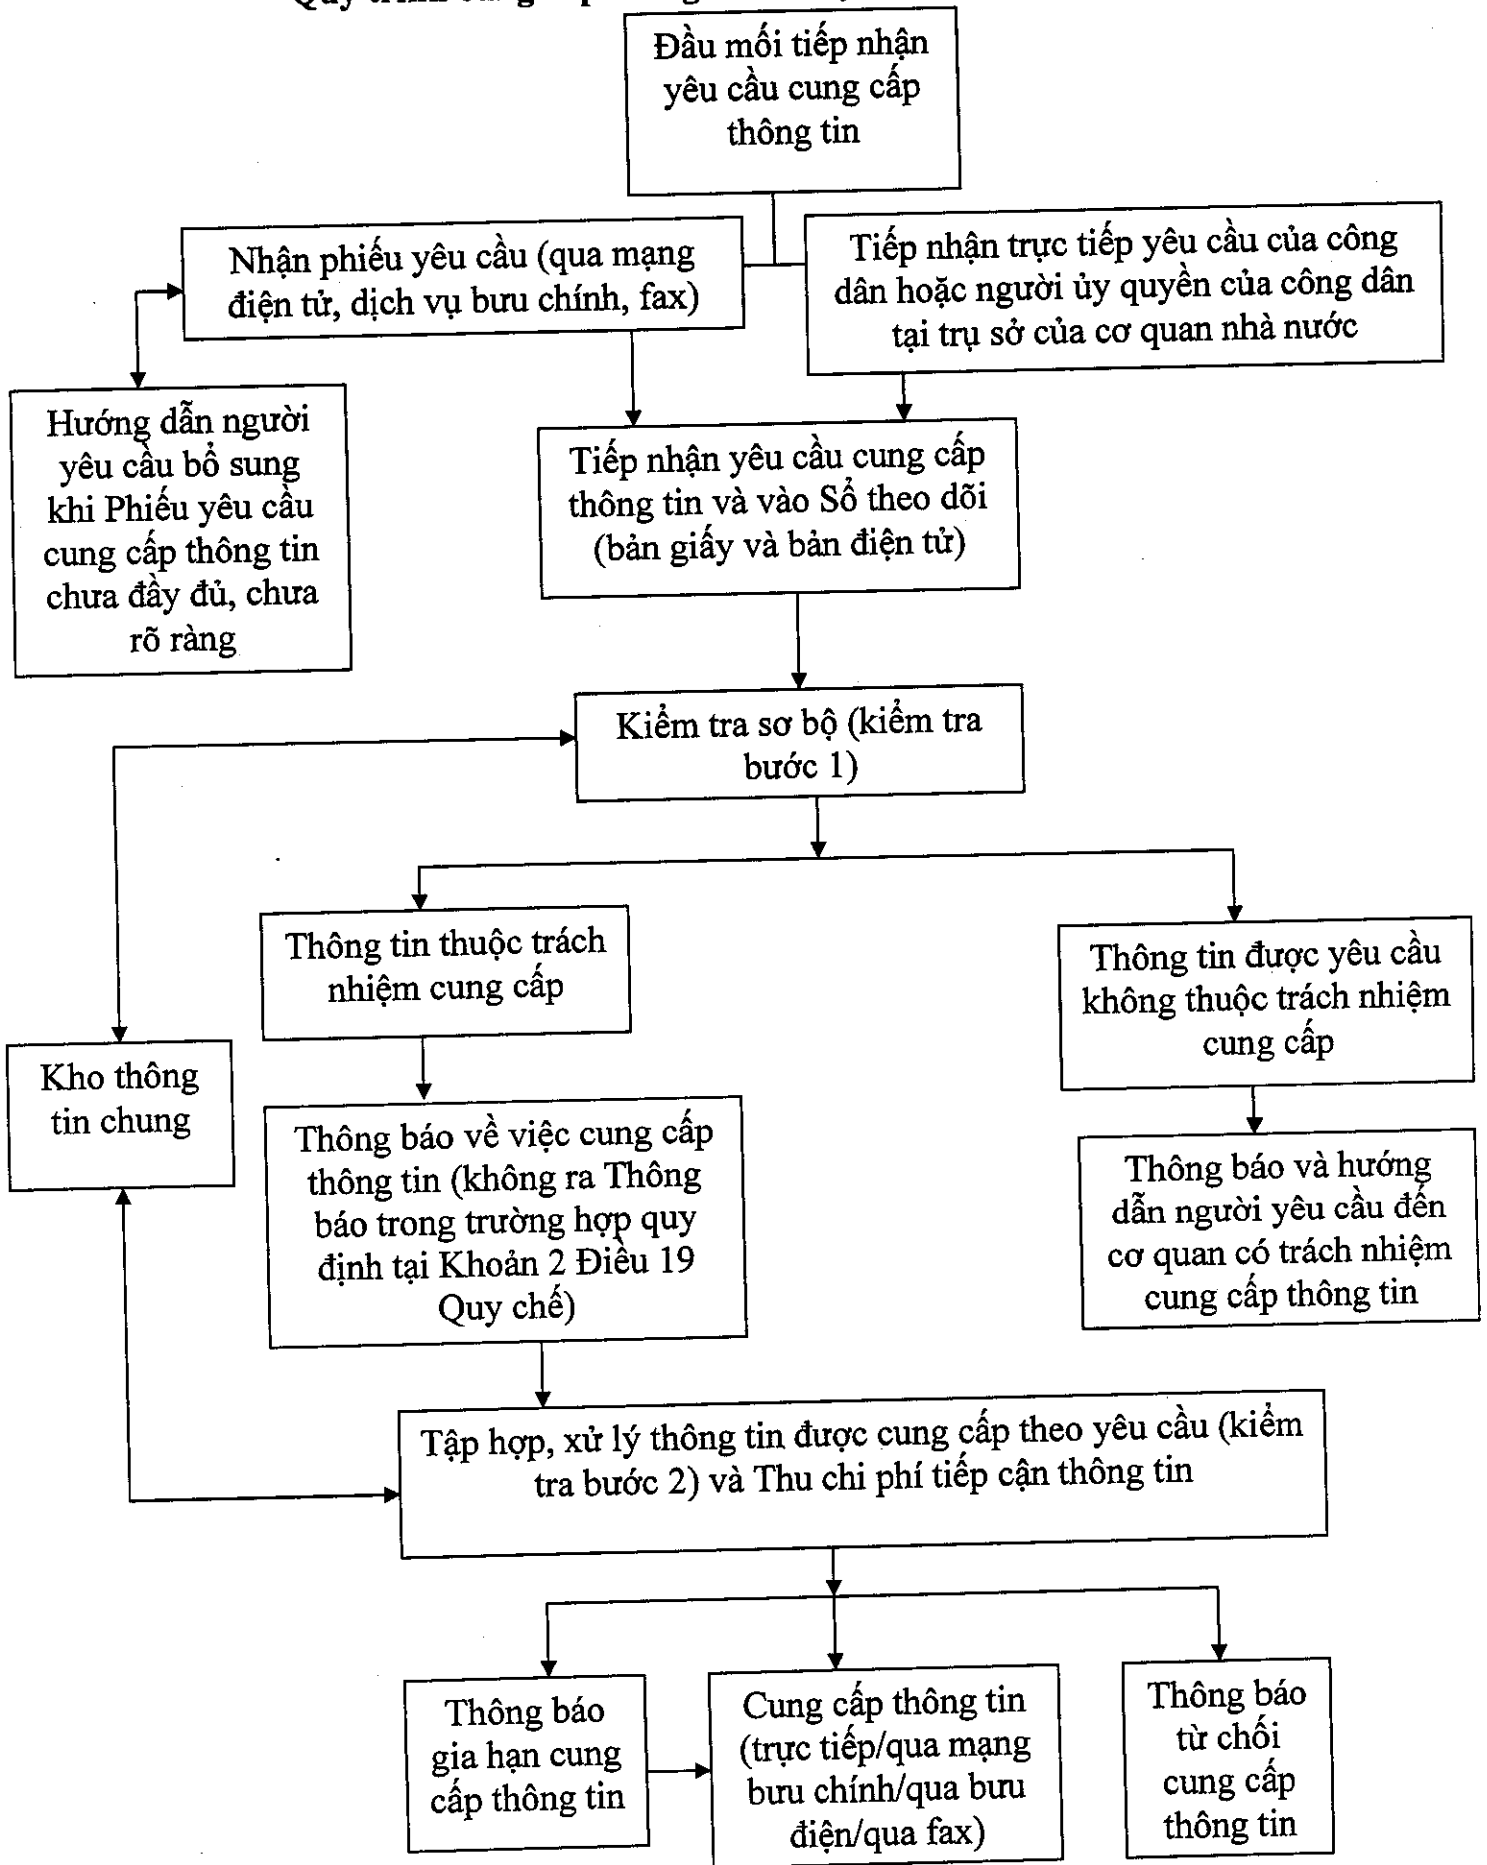 Đầu mối tiếp nhận
yêu cầu cung cấp
thông tin
Nhận phiếu yêu cầu (qua mạng
điện tử, dịch vụ bưu chính, fax)
Tiếp nhận trực tiếp yêu cầu của công
dân hoặc người ủy quyền của công dân
tại trụ sở của cơ quan nhà nước
Hướng dẫn người
yêu cầu bổ sung
khi Phiếu yêu cầu
cung cấp thông tin
chưa đầy đủ, chưa
rõ ràng
Tiếp nhận yêu cầu cung cấp
thông tin và vào Sổ theo dõi
(bản giấy và bản điện tử)
Kiểm tra sơ bộ (kiểm tra
bước 1)
Thông tin thuộc trách
nhiệm cung cấp
Thông tin được yêu cầu
không thuộc trách nhiệm
cung cấp
Kho thông
tin chung
Thông báo về việc cung cấp
thông tin (không ra Thông
báo trong trường hợp quy
định tại Khoản 2 Điều 19
Quy chế)
Thông báo và hướng
dẫn người yêu cầu đến
cơ quan có trách nhiệm
cung cấp thông tin
Tập hợp, xử lý thông tin được cung cấp theo yêu cầu (kiểm
tra bước 2) và Thu chi phí tiếp cận thông tin
Thông báo
gia hạn cung
cấp thông tin
Cung cấp thông tin
(trực tiếp/qua mạng
bưu chính/qua bưu
điện/qua fax)
Thông báo
từ chối
cung cấp
thông tin